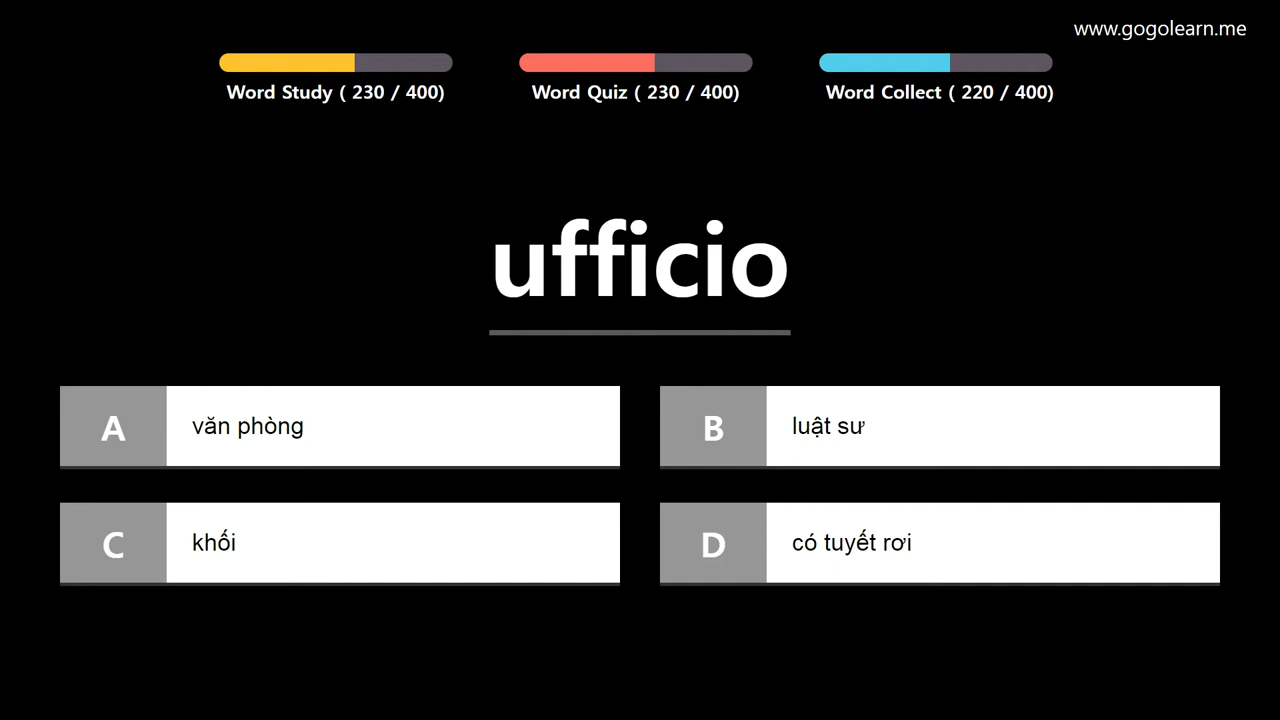 www.gogolearn.me
Word Study ( 230 / 400)
Word Quiz ( 230 / 400)
Word Collect ( 220 / 400)
ufficio
A văn phòng
B luật sư
C khối
D có tuyết rơi